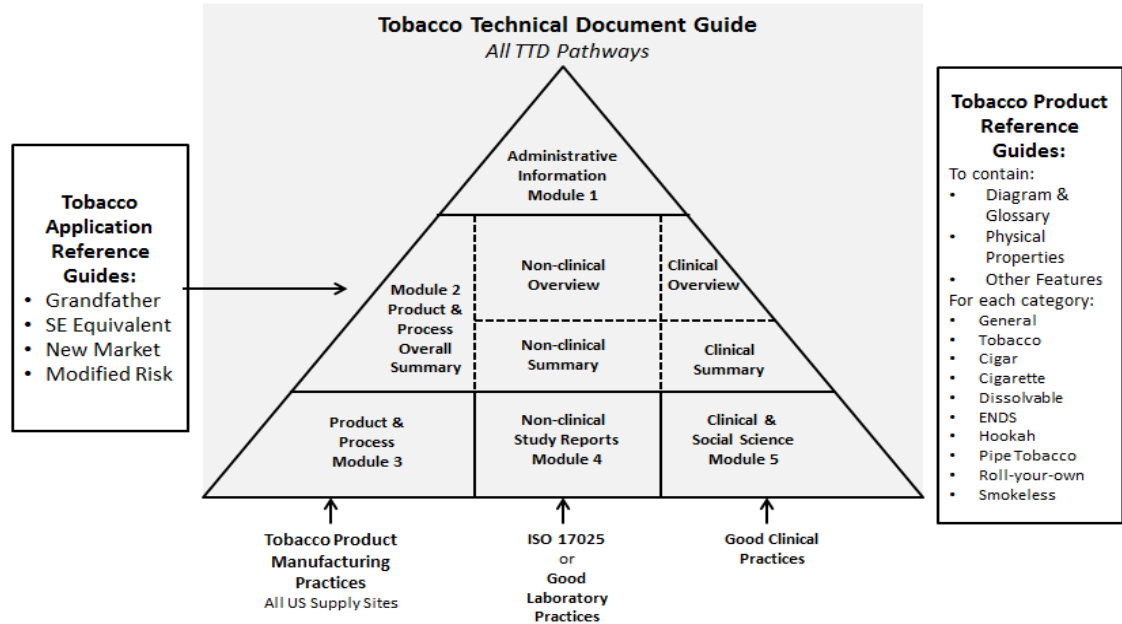 Tobacco Technical Document Guide
All TTD Pathways
Tobacco
Application
Reference
Guides:
• Grandfather
• SE Equivalent
• New Market
• Modified Risk
Administrative
Information
Module 1
Module 2
Product &
Process
Overall
Summary
Non-clinical
Overview
Clinical
Overview
Non-clinical
Summary
Clinical
Summary
Product &
Process
Module 3
Non-clinical
Study Reports
Module 4
Clinical &
Social Science
Module 5
Tobacco Product
Manufacturing
Practices
All US Supply Sites
ISO 17025
or
Good
Laboratory
Practices
Good Clinical
Practices
Tobacco Product
Reference
Guides:
To contain:
• Diagram &
Glossary
• Physical
Properties
• Other Features
For each category:
• General
• Tobacco
• Cigar
• Cigarette
• Dissolvable
• ENDS
• Hookah
• Pipe Tobacco
• Roll-your-own
• Smokeless